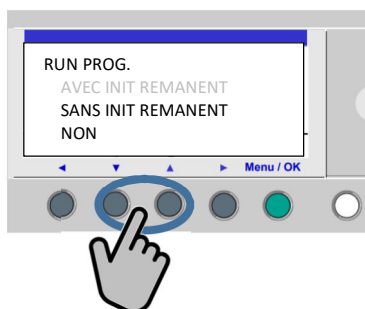 RUN PROG.
AVEC INIT REMANENT
SANS INIT REMANENT
NON
Menu / OK